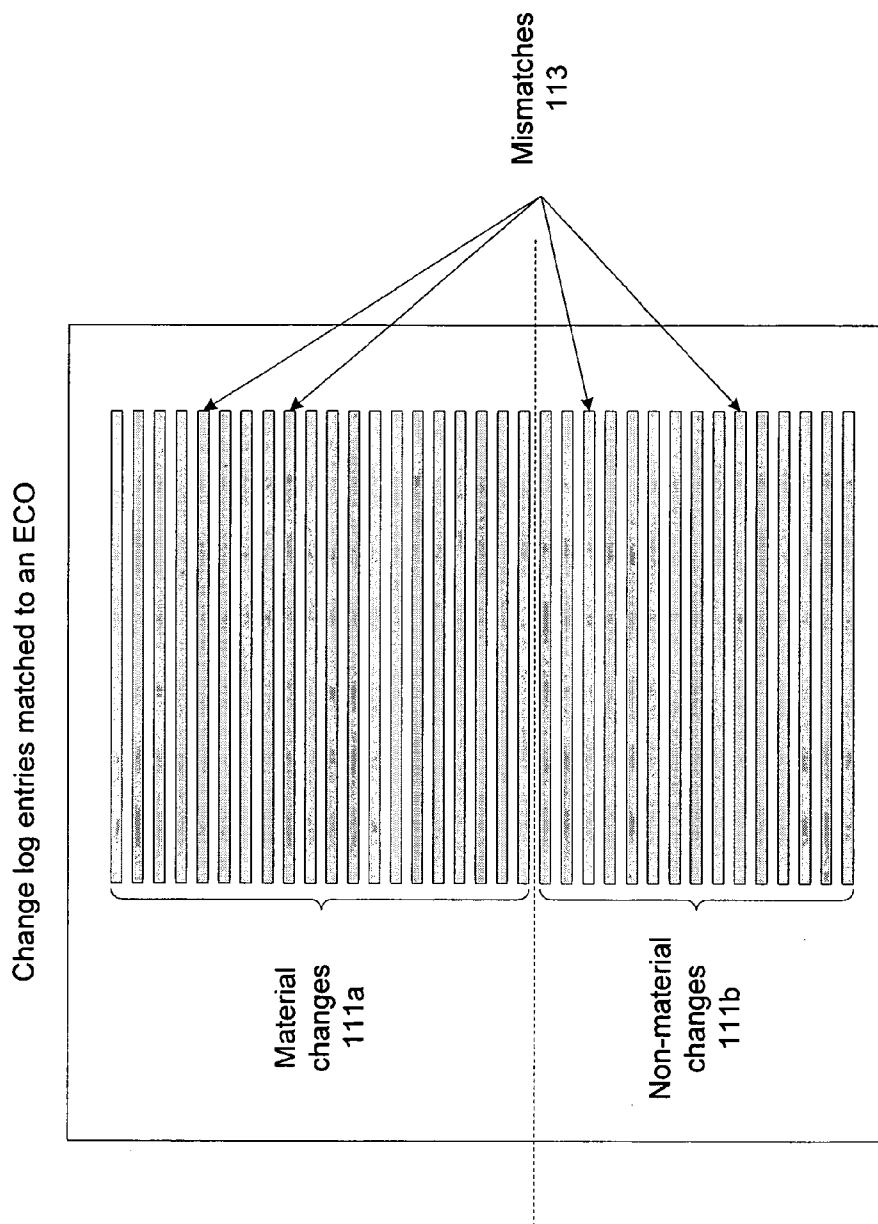 Change log entries matched to an ECO
Material
changes
111a
Non-material
changes
111b
Mismatches
113